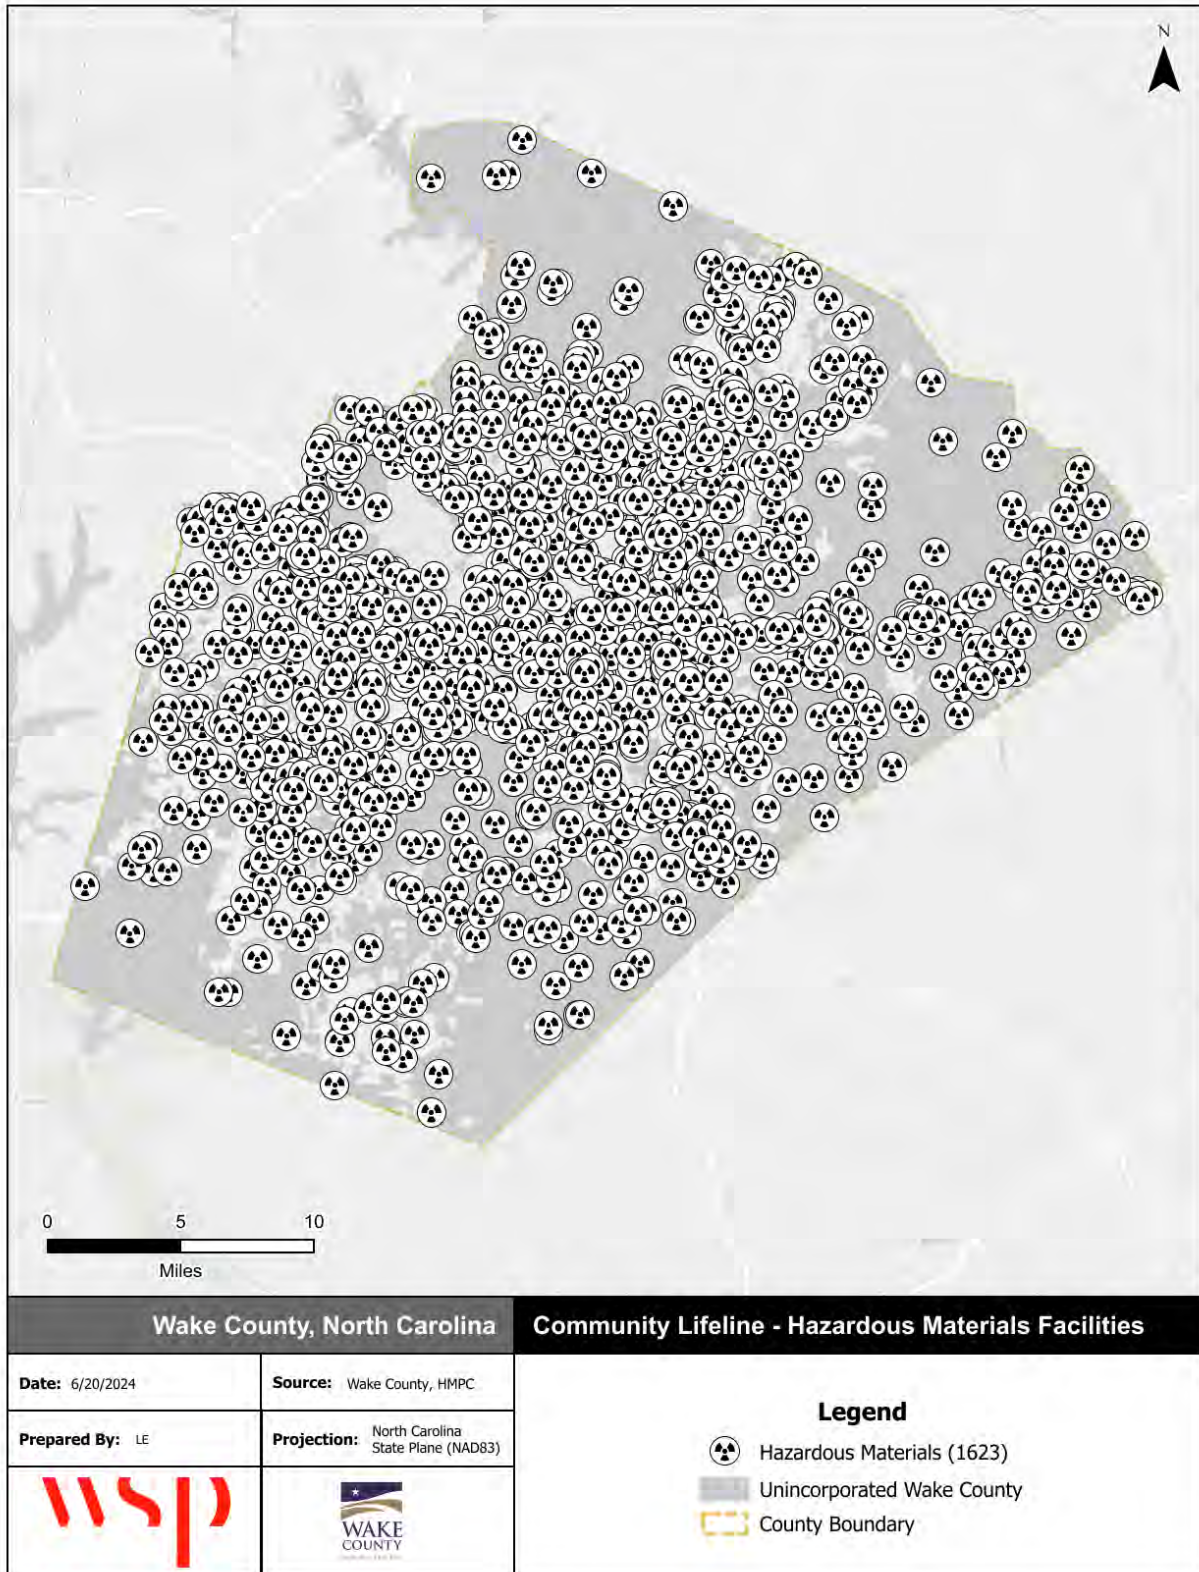 N
0 5 10
Miles
Wake County, North Carolina
Community Lifeline - Hazardous Materials Facilities
Date: 6/20/2024
Source: Wake County, HMPC
Prepared By: LE
Projection: North Carolina
State Plane (NAD83)
Legend
Hazardous Materials (1623)
Unincorporated Wake County
County Boundary
wsp
WAKE
COUNTY